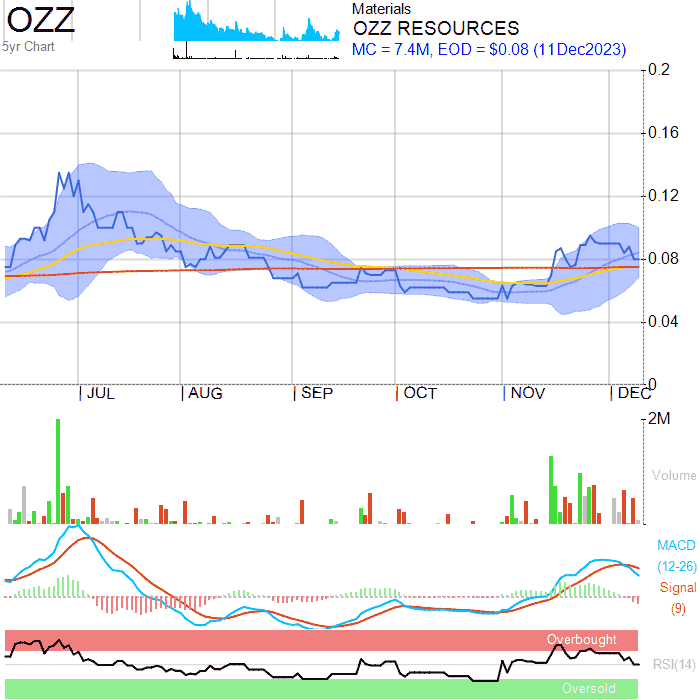 OZZ
5yr Chart
Materials
OZZ RESOURCES
MC = 7.4M, EOD = $0.08 (11Dec2023)
0.2
0.16
0.12
0.08
0.04
0
JUL AUG SEP OCT NOV DEC
2M
Volume
MACD
(12-26)
Signal
(9)
Overbought
RSI(14)
Oversold